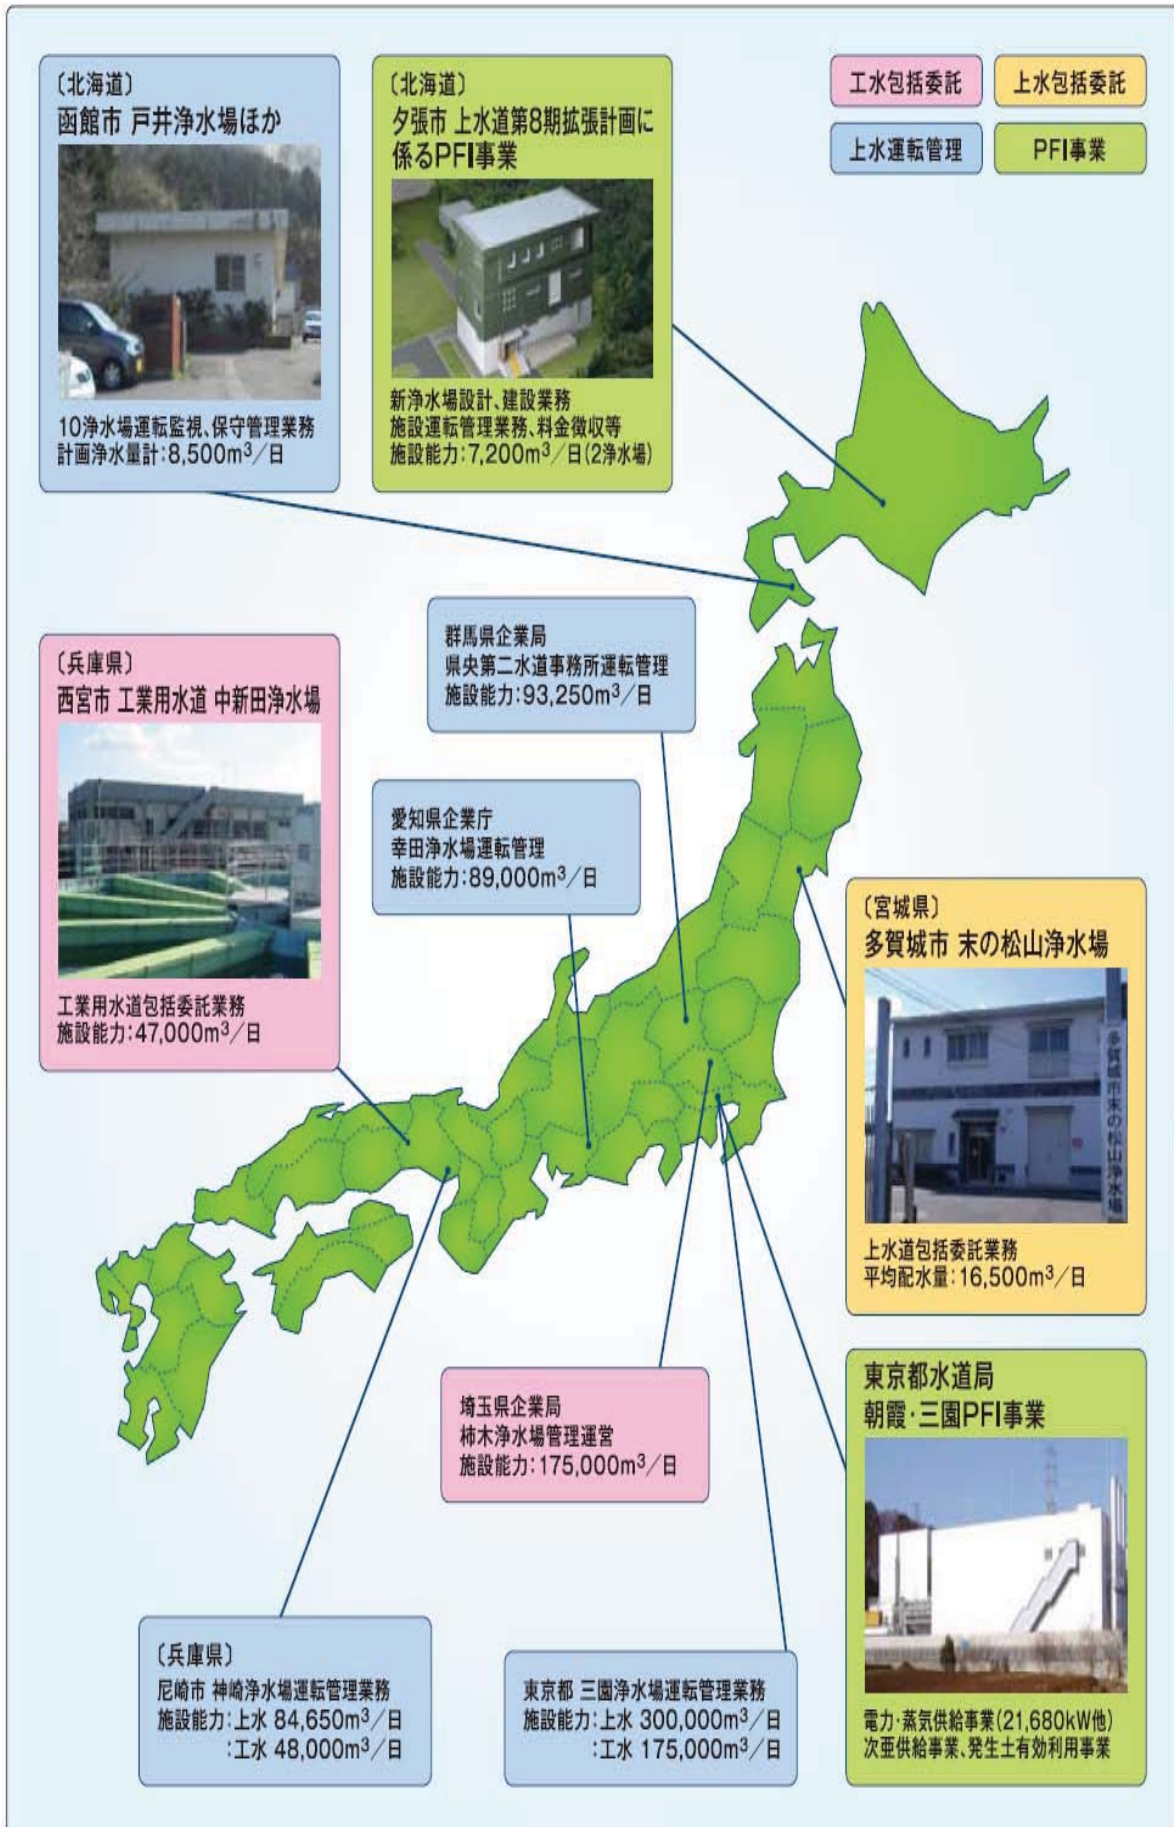 〔北海道〕
函館市 戸井浄水場ほか
10浄水場運転監視、保守管理業務
計画浄水量計：8,500m³／日
〔北海道〕
夕張市 上水道第8期拡張計画に
係るPFI事業
新浄水場設計、建設業務
施設運転管理業務、料金徴収等
施設能力：7,200m³／日(2浄水場)
工水包括委託
上水包括委託
上水運転管理
PFI事業
群馬県企業局
県央第二水道事務所運転管理
施設能力：93,250m³／日
〔兵庫県〕
西宮市 工業用水道 中新田浄水場
工業用水道包括委託業務
施設能力：47,000m³／日
愛知県企業庁
幸田浄水場運転管理
施設能力：89,000m³／日
〔宮城県〕
多賀城市 末の松山浄水場
多賀城市末の松山浄水場
上水道包括委託業務
平均配水量：16,500m³／日
埼玉県企業局
柿木浄水場管理運営
施設能力：175,000m³／日
東京都水道局
朝霞・三園PFI事業
電力・蒸気供給事業(21,680kW他)
次亜供給事業、発生土有効利用事業
〔兵庫県〕
尼崎市 神崎浄水場運転管理業務
施設能力：上水 84,650m³／日
：工水 48,000m³／日
東京都 三園浄水場運転管理業務
施設能力：上水 300,000m³／日
：工水 175,000m³／日